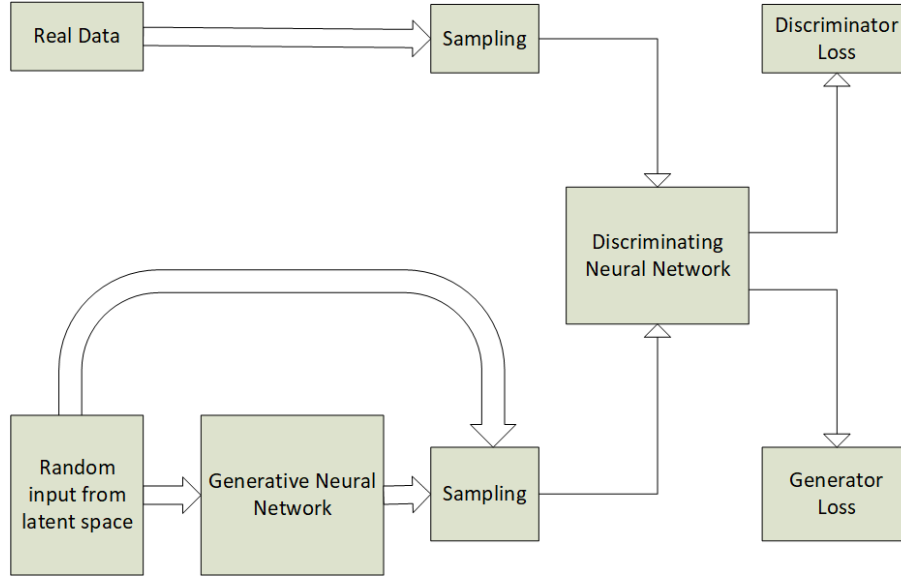 Real Data
Sampling
Discriminator
Loss
Discriminating
Neural Network
Random
input from
latent space
Generative Neural
Network
Sampling
Generator
Loss